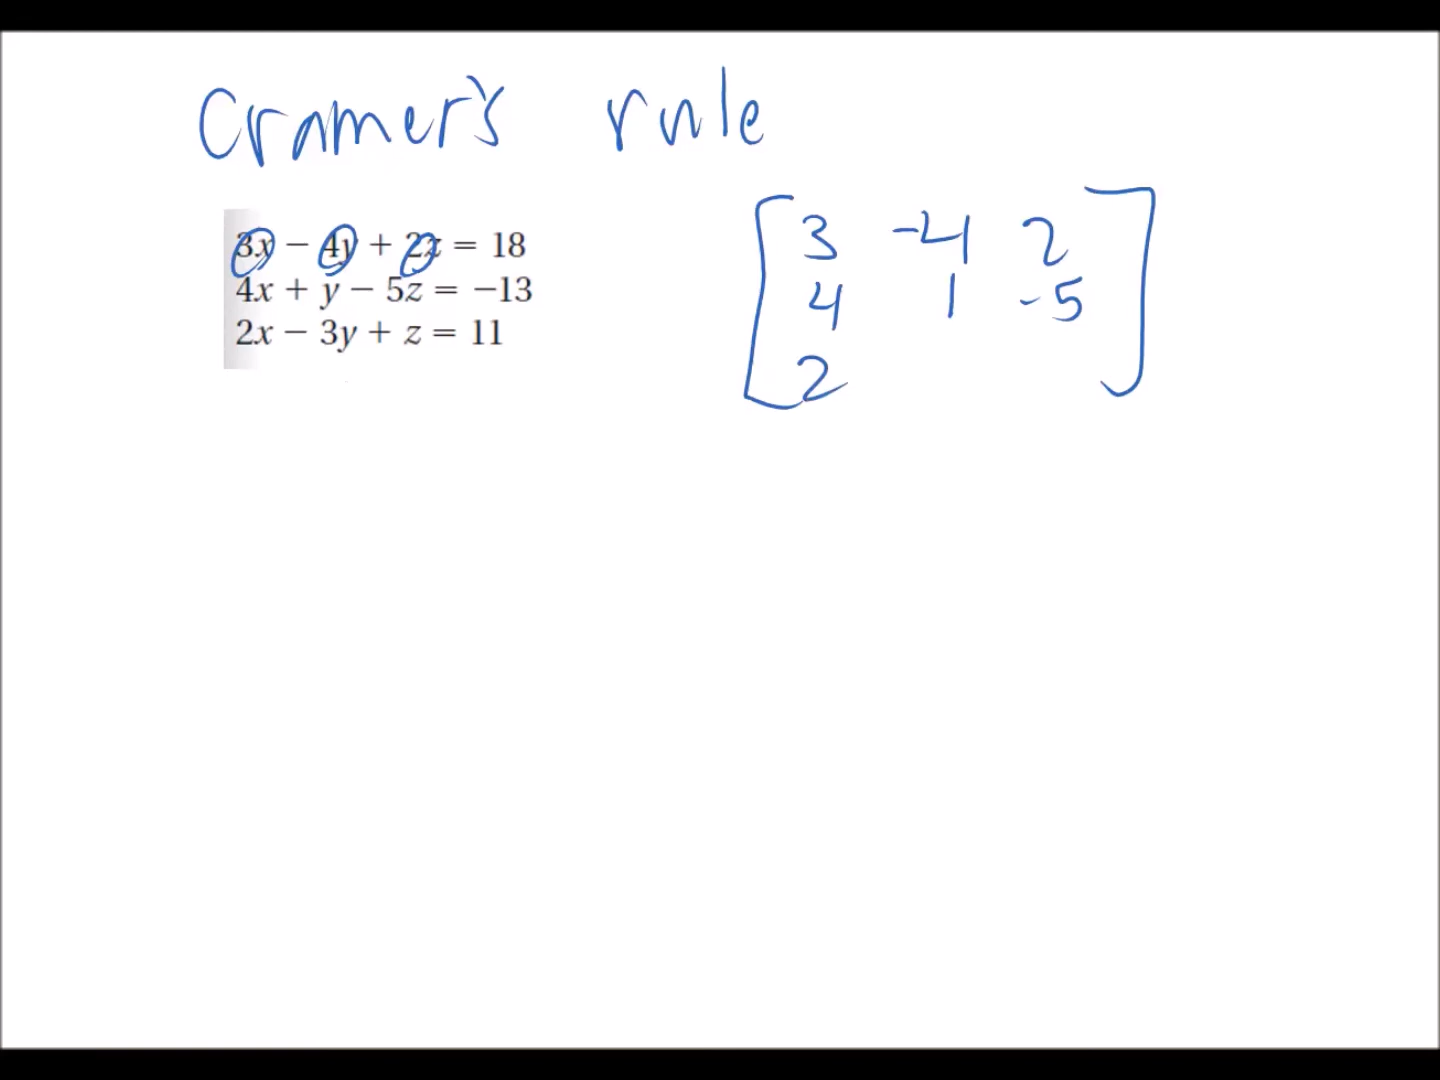 Cramer's rule
3x − 4y + 2z = 18
4x + y − 5z = −13
2x − 3y + z = 11
3 -4 2
4 1 -5
2